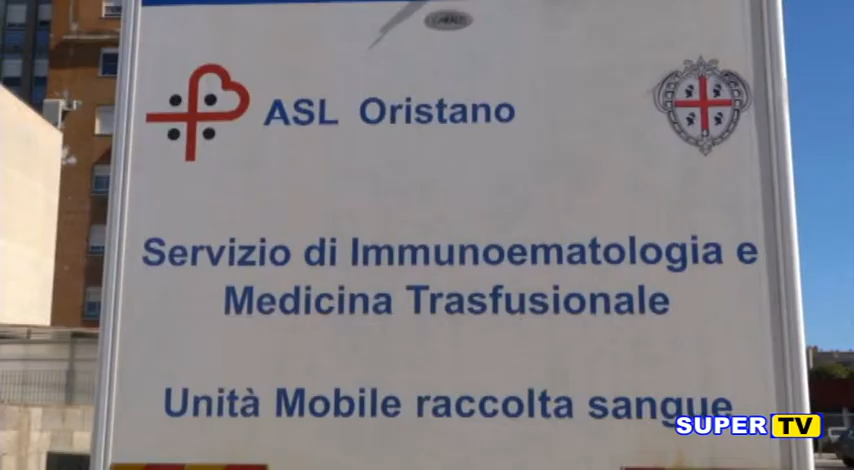 ASL Oristano
Servizio di Immunoematologia e
Medicina Trasfusionale
Unità Mobile raccolta sangue
SUPER TV